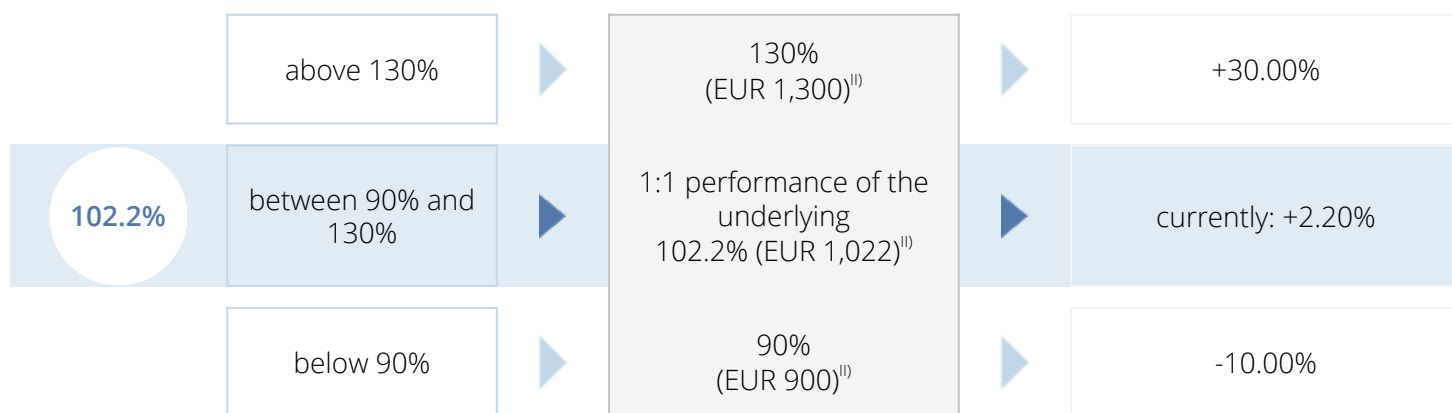 above 130%
130%
(EUR 1,300)II)
+30.00%
102.2%
between 90% and
130%
1:1 performance of the
underlying
102.2% (EUR 1,022)II)
currently: +2.20%
below 90%
90%
(EUR 900)II)
-10.00%